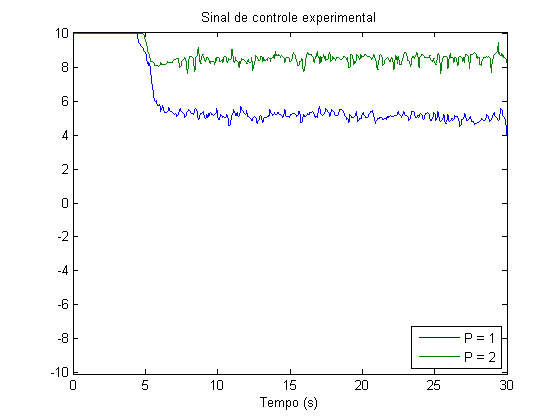 Sinal de controle experimental
10
8
6
4
2
0
-2
-4
-6
-8
-10
0 5 10 15 20 25 30
Tempo (s)
P = 1
P = 2